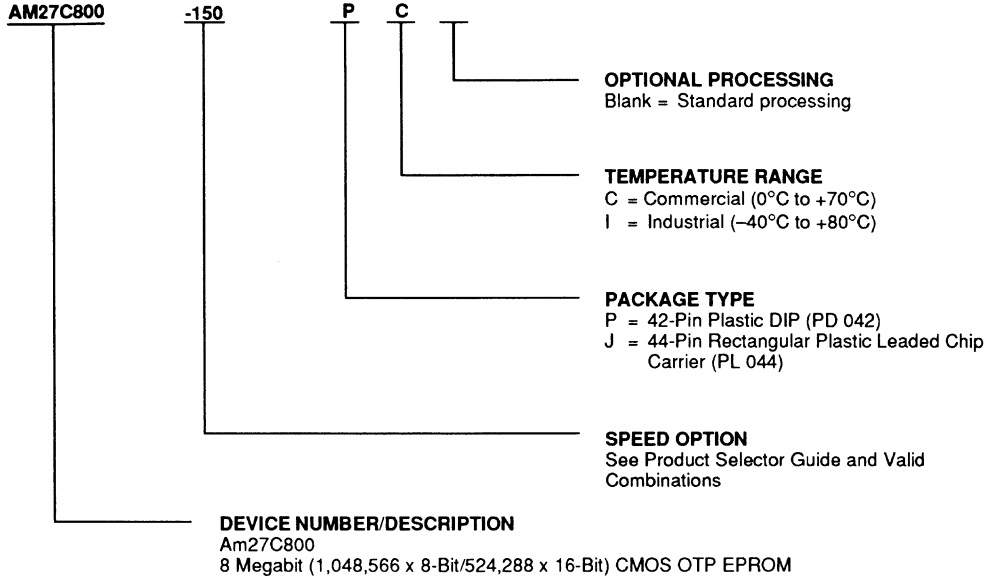 AM27C800 -150 P C
OPTIONAL PROCESSING
Blank = Standard processing
TEMPERATURE RANGE
C = Commercial (0°C to +70°C)
I = Industrial (–40°C to +80°C)
PACKAGE TYPE
P = 42-Pin Plastic DIP (PD 042)
J = 44-Pin Rectangular Plastic Leaded Chip
Carrier (PL 044)
SPEED OPTION
See Product Selector Guide and Valid
Combinations
DEVICE NUMBER/DESCRIPTION
Am27C800
8 Megabit (1,048,566 x 8-Bit/524,288 x 16-Bit) CMOS OTP EPROM